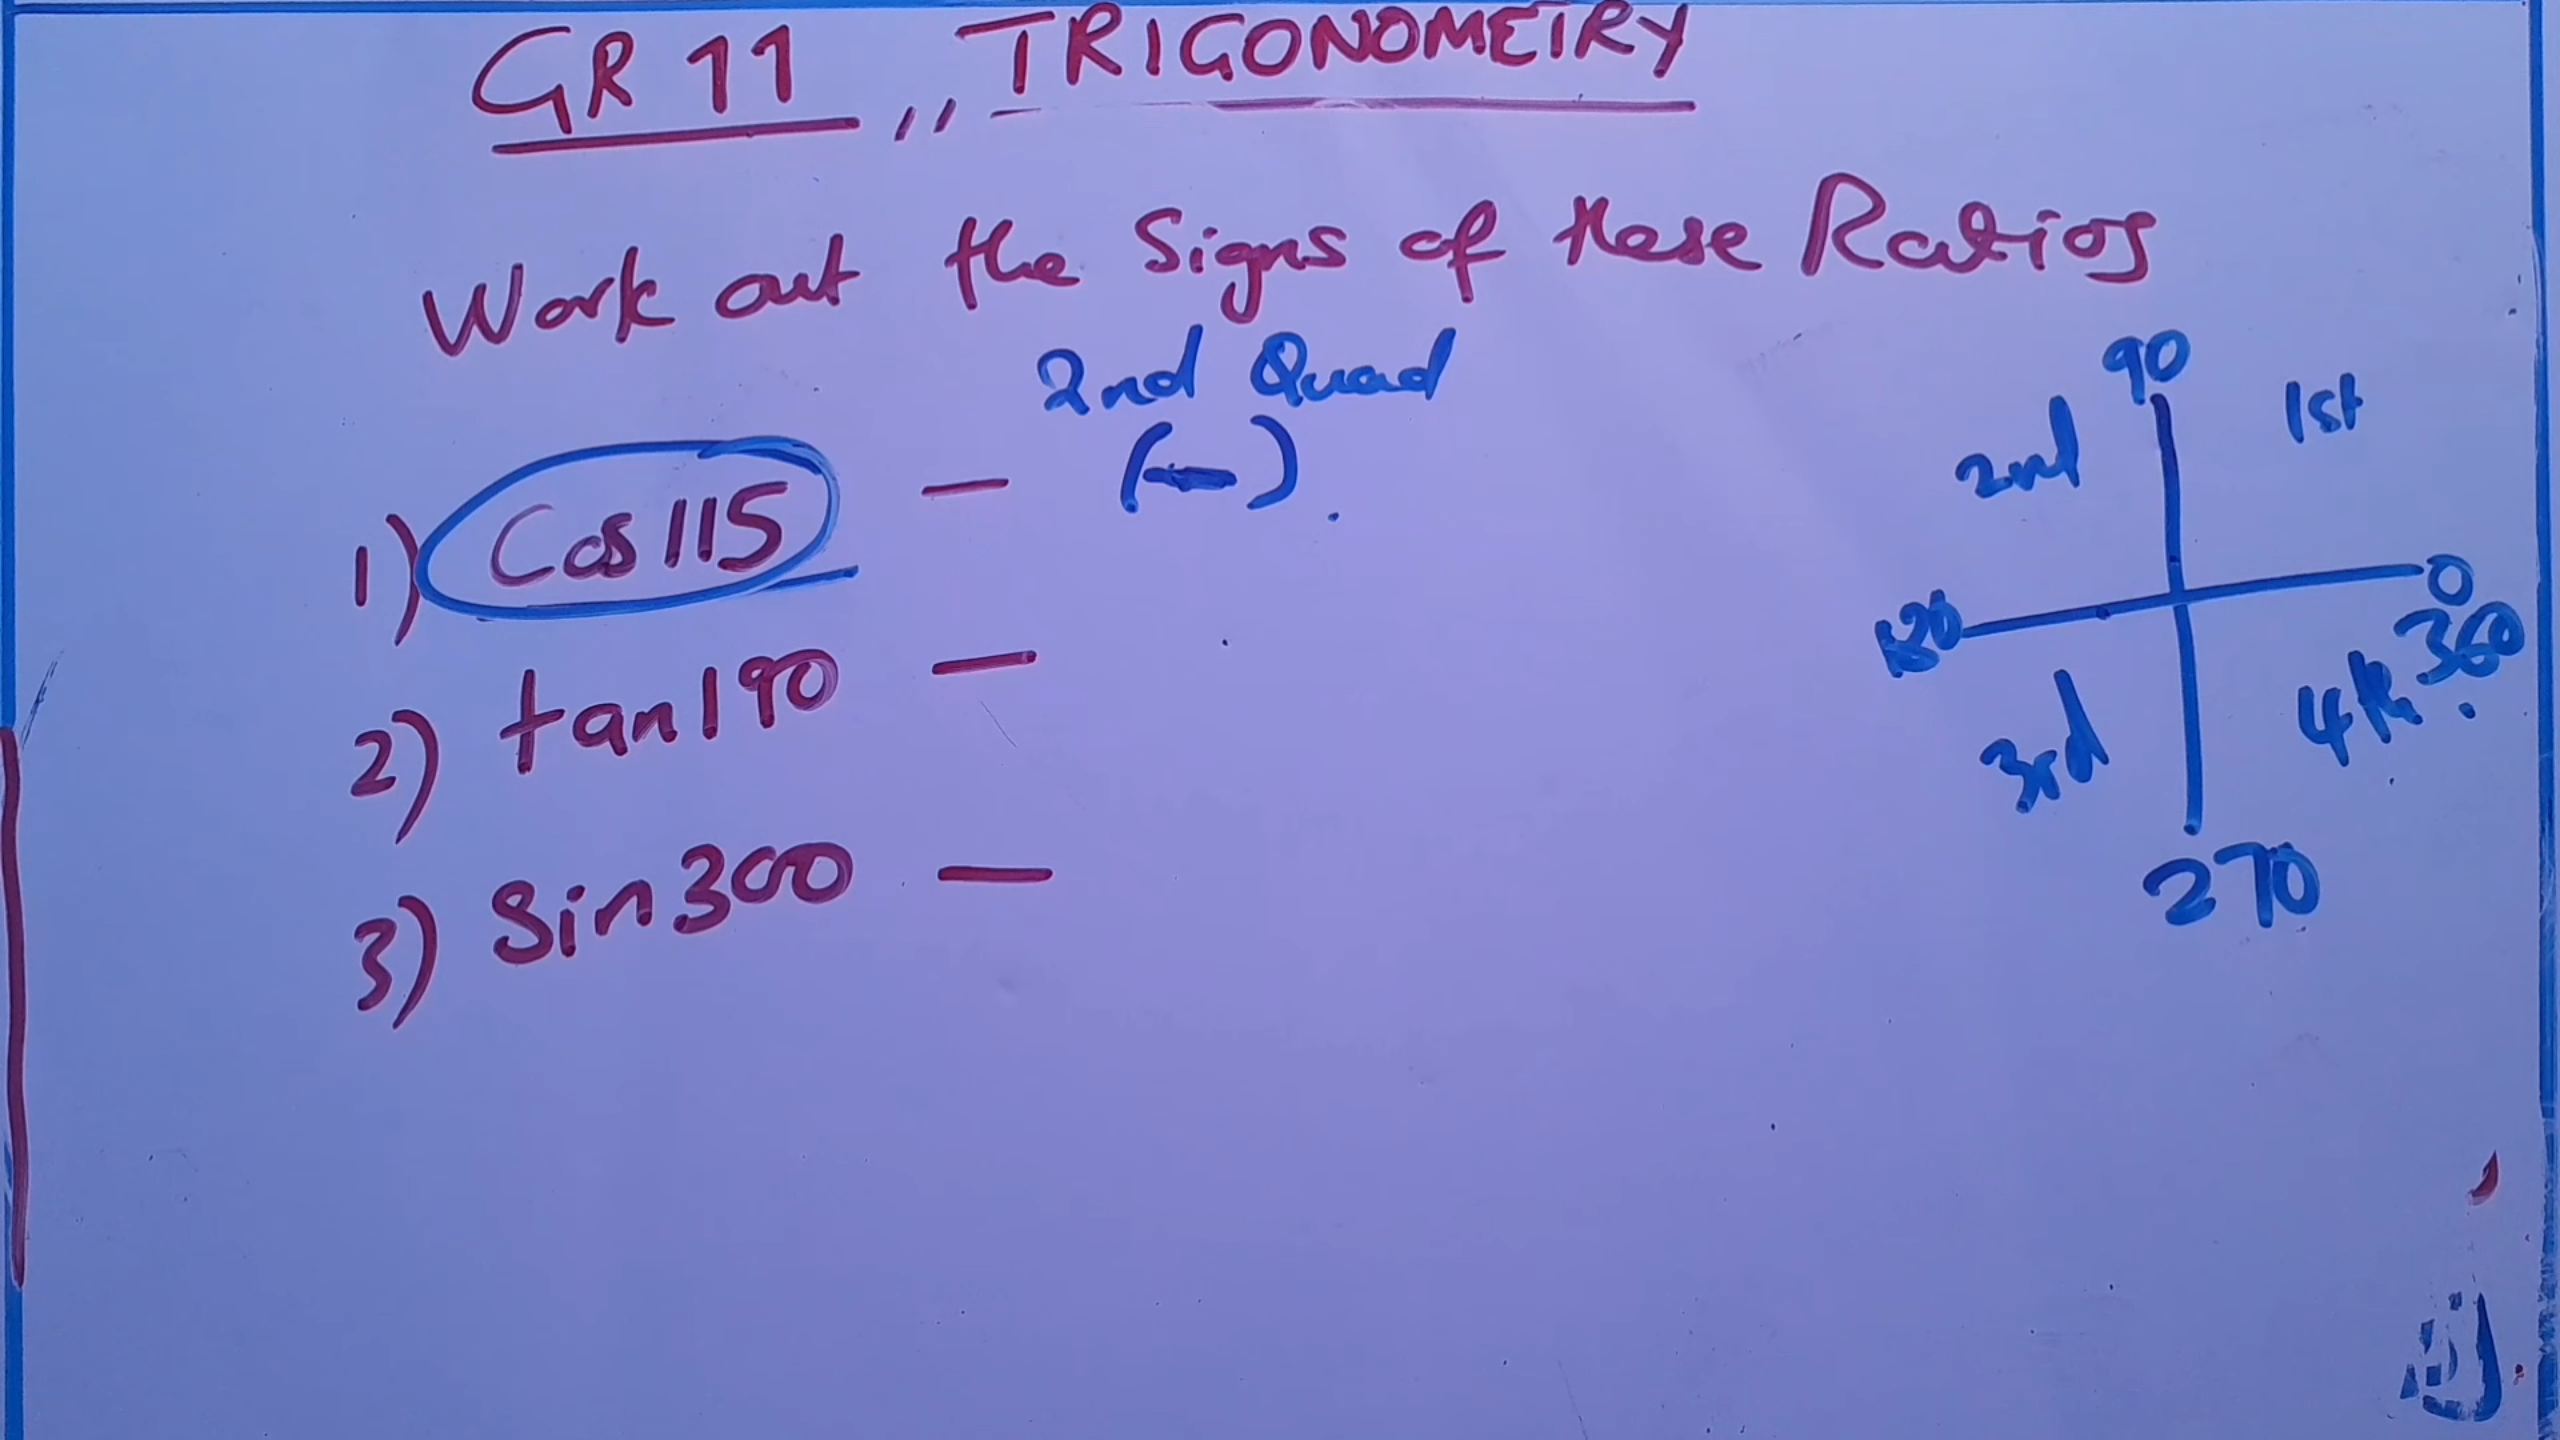 GR 11 ,, TRIGONOMETRY
Work out the Signs of these Ratios
2nd Quad
1) Cos 115 — (-).
2) tan 190 —
3) Sin 300 —
90
2nd 1st
180 0
360
3rd 4th
270